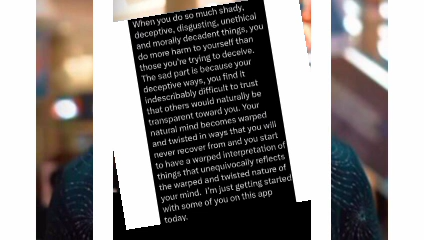 When you do so much shady,
deceptive, disgusting, unethical
and morally decadent things, you
do more harm to yourself than
those you're trying to deceive.
The sad part is because your
deceptive ways, you find it
indescribably difficult to trust
that others would naturally be
transparent toward you. Your
natural mind becomes warped
and twisted in ways that you will
never recover from and you start
to have a warped interpretation of
things that unequivocally reflects
the warped and twisted nature of
your mind. I'm just getting started
with some of you on this app
today.